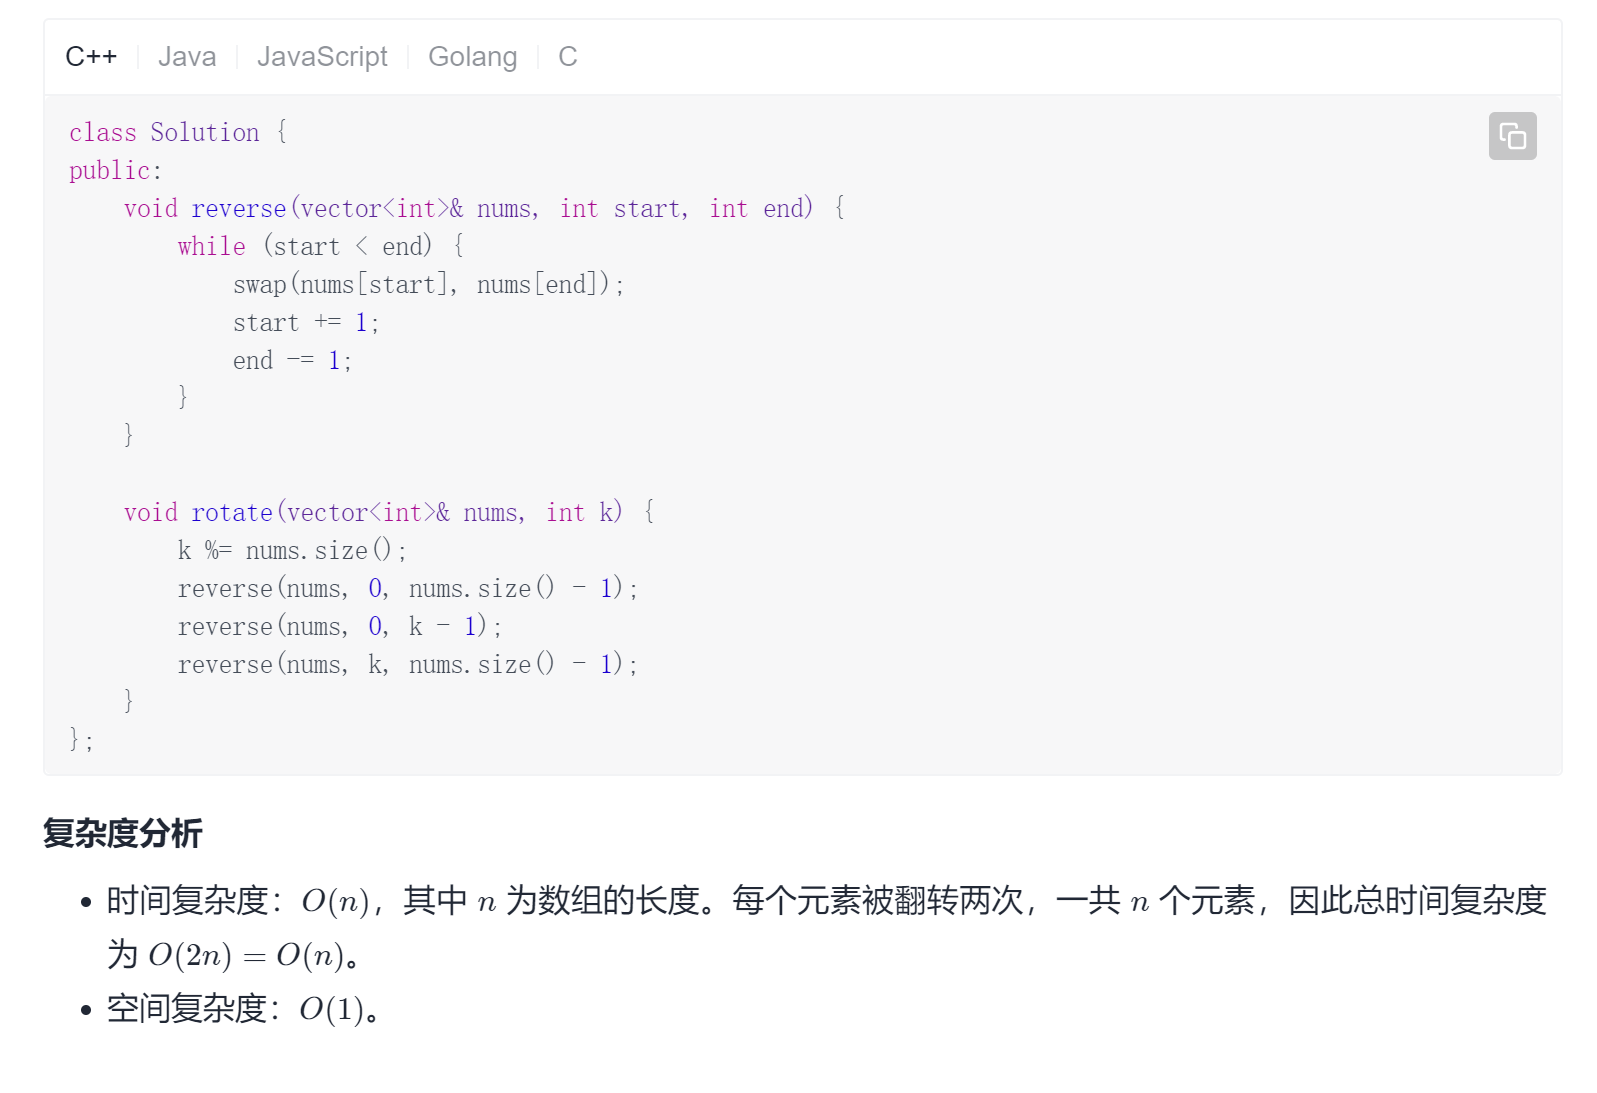 C++ Java JavaScript Golang C
class Solution {
public:
    void reverse(vector<int>& nums, int start, int end) {
        while (start < end) {
            swap(nums[start], nums[end]);
            start += 1;
            end -= 1;
        }
    }

    void rotate(vector<int>& nums, int k) {
        k %= nums.size();
        reverse(nums, 0, nums.size() - 1);
        reverse(nums, 0, k - 1);
        reverse(nums, k, nums.size() - 1);
    }
};
复杂度分析
• 时间复杂度：O(n)，其中 n 为数组的长度。每个元素被翻转两次，一共 n 个元素，因此总时间复杂度
为 O(2n) = O(n)。
• 空间复杂度：O(1)。